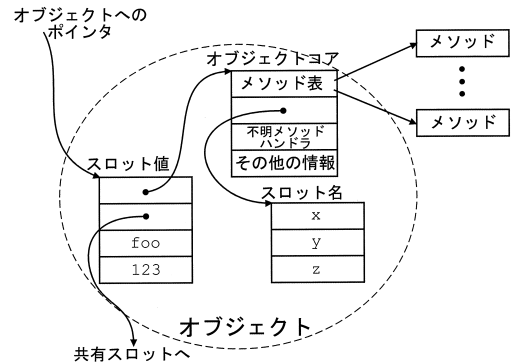 オブジェクトへの
ポインタ
オブジェクトコア
メソッド表
不明メソッド
ハンドラ
その他の情報
メソッド
メソッド
スロット値
foo
123
スロット名
x
y
z
オブジェクト
共有スロットへ